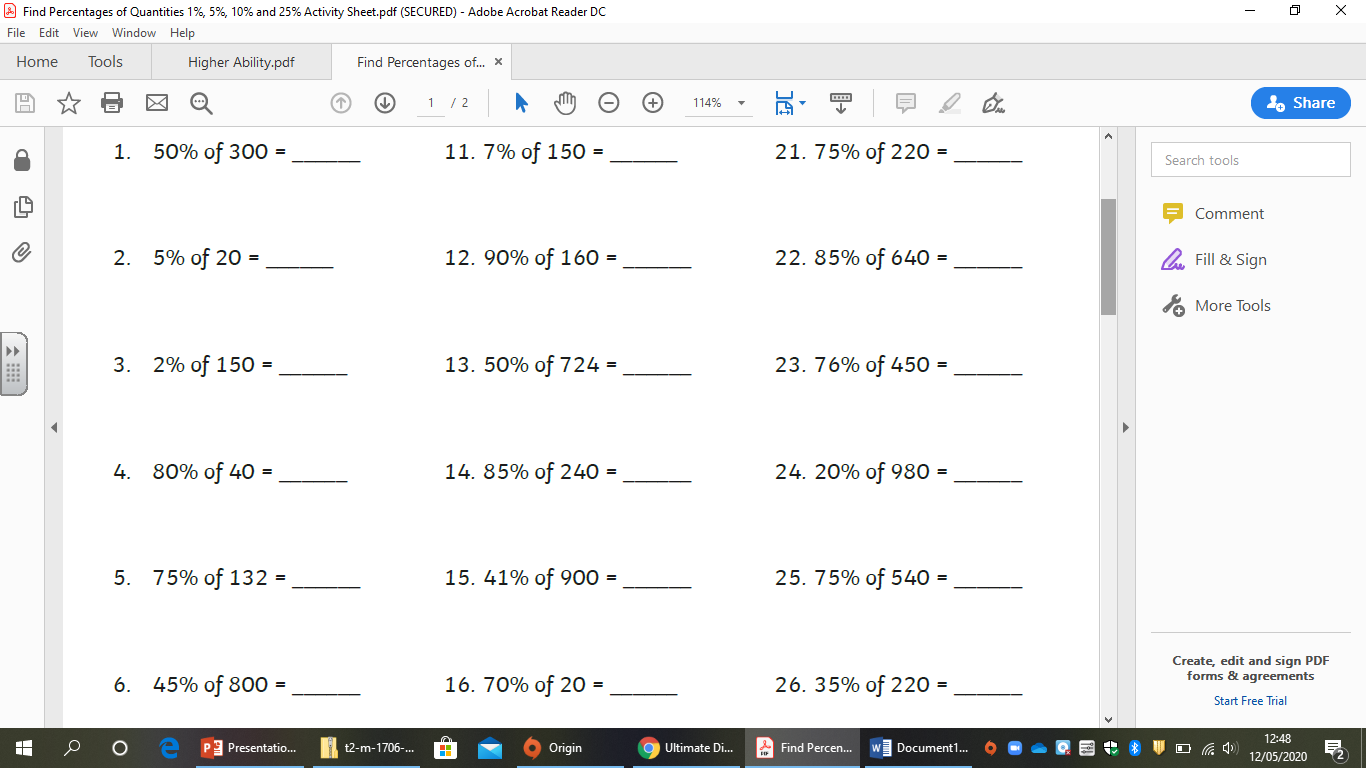 Find Percentages of Quantities 1%, 5%, 10% and 25% Activity Sheet.pdf (SECURED) - Adobe Acrobat Reader DC
File Edit View Window Help
Home Tools Higher Ability.pdf Find Percentages of... ×
1 / 2 114% Share
1. 50% of 300 = ______ 11. 7% of 150 = ______ 21. 75% of 220 = ______
2. 5% of 20 = ______ 12. 90% of 160 = ______ 22. 85% of 640 = ______
3. 2% of 150 = ______ 13. 50% of 724 = ______ 23. 76% of 450 = ______
4. 80% of 40 = ______ 14. 85% of 240 = ______ 24. 20% of 980 = ______
5. 75% of 132 = ______ 15. 41% of 900 = ______ 25. 75% of 540 = ______
6. 45% of 800 = ______ 16. 70% of 20 = ______ 26. 35% of 220 = ______
Search tools
Comment
Fill & Sign
More Tools
Create, edit and sign PDF
forms & agreements
Start Free Trial
Presentatio... t2-m-1706-... Origin Ultimate Di... Find Percen... Document1... 12:48
12/05/2020
2